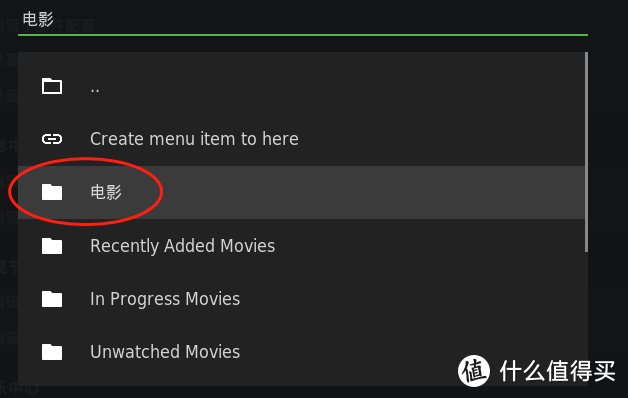 电影
..
Create menu item to here
电影
Recently Added Movies
In Progress Movies
Unwatched Movies
值 什么值得买